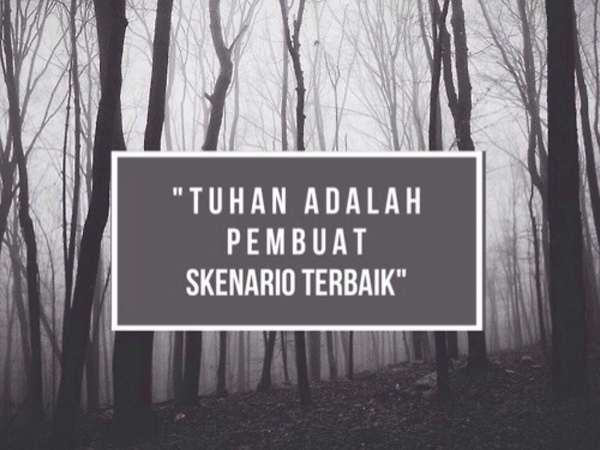 "TUHAN ADALAH
PEMBUAT
SKENARIO TERBAIK"